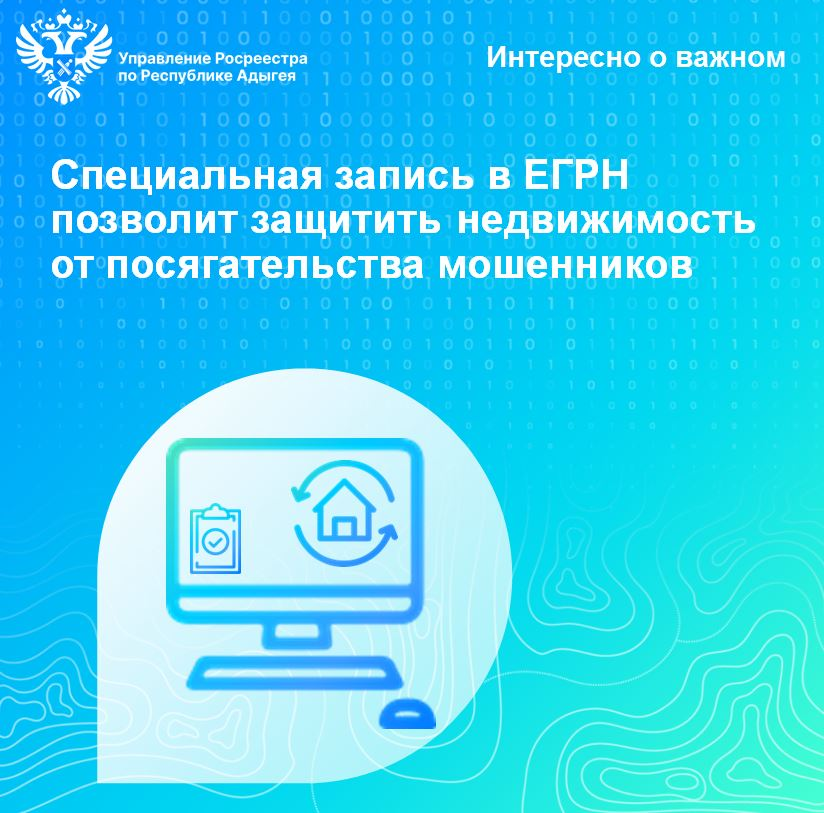 Управление Росреестра
по Республике Адыгея
Интересно о важном
Специальная запись в ЕГРН
позволит защитить недвижимость
от посягательства мошенников